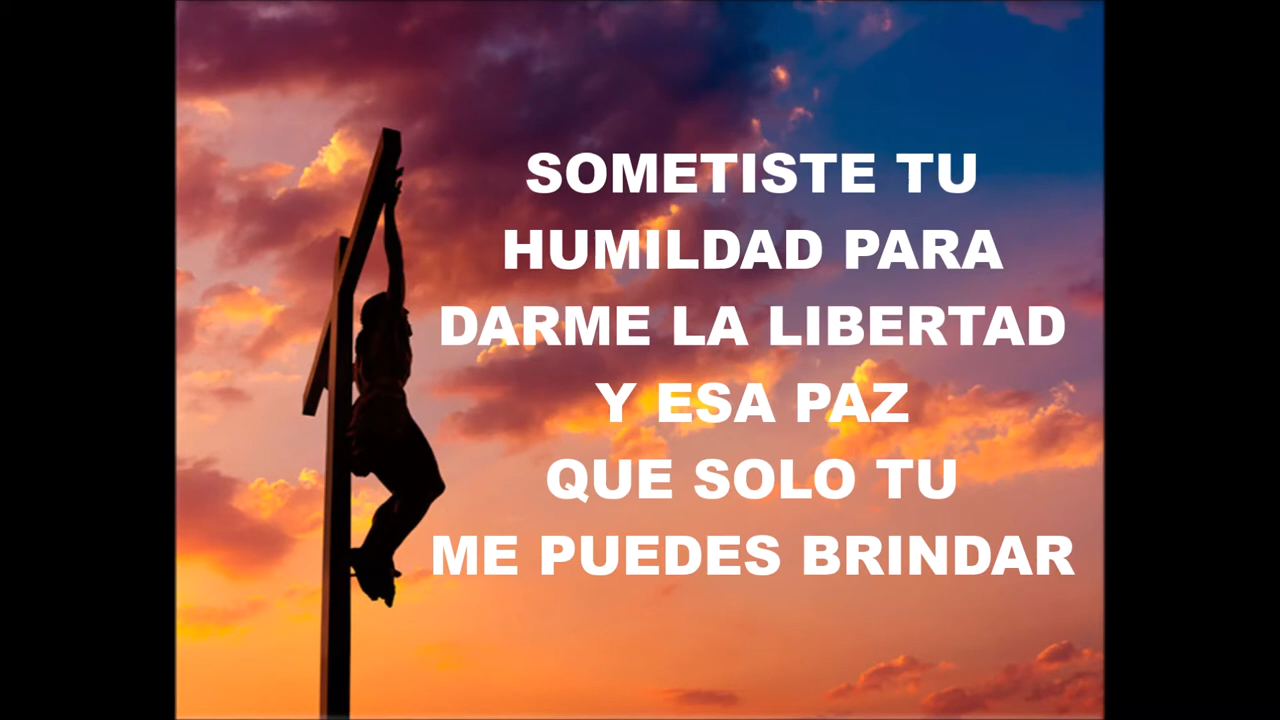 SOMETISTE TU
HUMILDAD PARA
DARME LA LIBERTAD
Y ESA PAZ
QUE SOLO TU
ME PUEDES BRINDAR